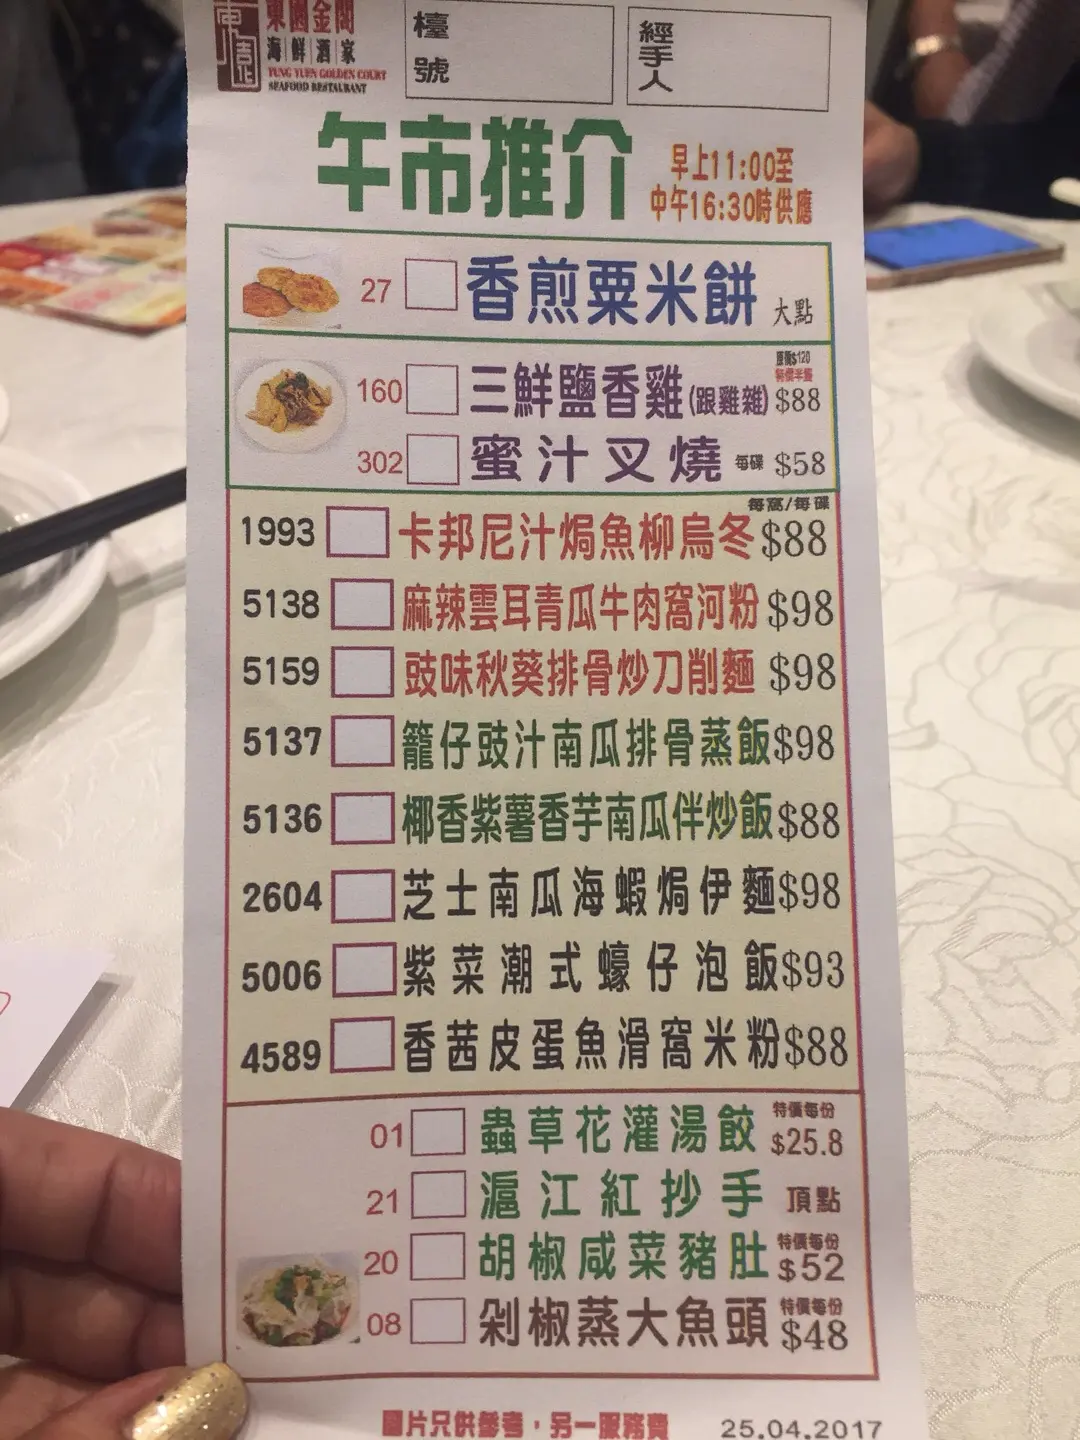 東園金閣
海鮮酒家
TUNG YUEN GOLDEN COURT
SEAFOOD RESTAURANT
檯號
經手人
午市推介
早上11:00至
中午16:30時供應
27 香煎粟米餅 大點
原價$120
特價半隻
160 三鮮鹽香雞(跟雞雜) $88
302 蜜汁叉燒 每碟 $58
每窩/每碟
1993 卡邦尼汁焗魚柳烏冬 $88
5138 麻辣雲耳青瓜牛肉窩河粉 $98
5159 豉味秋葵排骨炒刀削麵 $98
5137 籠仔豉汁南瓜排骨蒸飯 $98
5136 椰香紫薯香芋南瓜伴炒飯 $88
2604 芝士南瓜海蝦焗伊麵 $98
5006 紫菜潮式蠔仔泡飯 $93
4589 香茜皮蛋魚滑窩米粉 $88
01 蟲草花灌湯餃 特價每份 $25.8
21 滬江紅抄手 頂點
20 胡椒咸菜豬肚 特價每份 $52
08 剁椒蒸大魚頭 特價每份 $48
圖片只供參考，另一服務費
25.04.2017